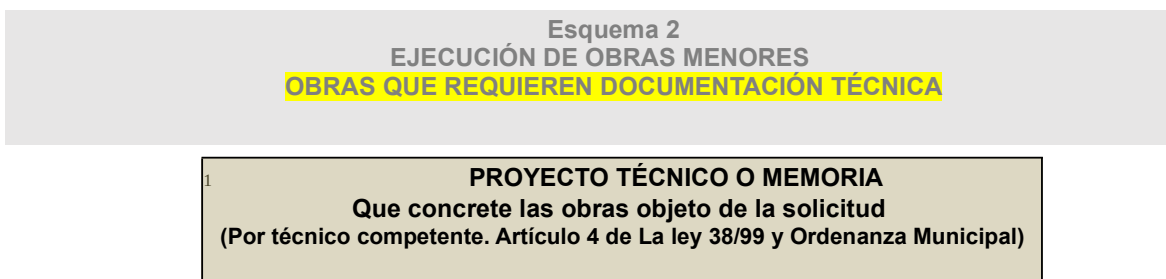 Esquema 2
EJECUCIÓN DE OBRAS MENORES
OBRAS QUE REQUIEREN DOCUMENTACIÓN TÉCNICA
1 PROYECTO TÉCNICO O MEMORIA
Que concrete las obras objeto de la solicitud
(Por técnico competente. Artículo 4 de La ley 38/99 y Ordenanza Municipal)